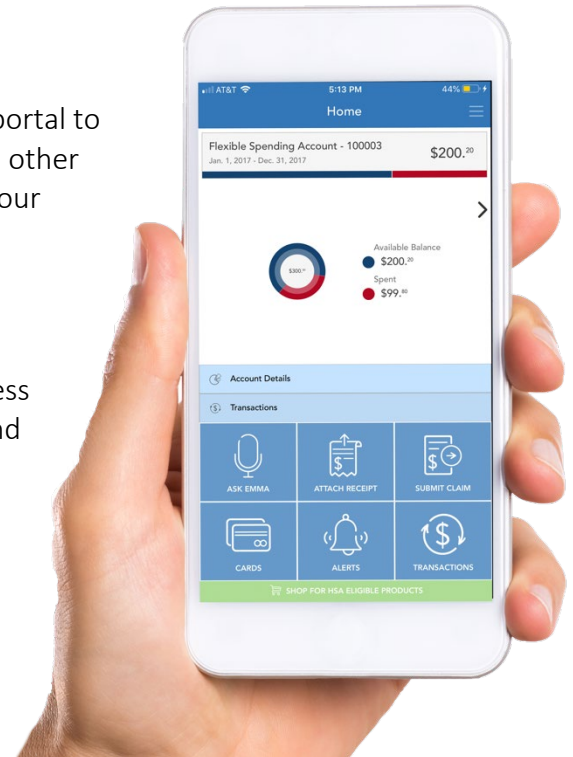 portal to
other
our
ess
nd
AT&T 5:13 PM 44%
Home
Flexible Spending Account - 100003 $200.20
Jan. 1, 2017 - Dec. 31, 2017
Available Balance
$200.20
Spent
$99.80
$300.00
Account Details
Transactions
ASK EMMA ATTACH RECEIPT SUBMIT CLAIM
CARDS ALERTS TRANSACTIONS
SHOP FOR HSA ELIGIBLE PRODUCTS